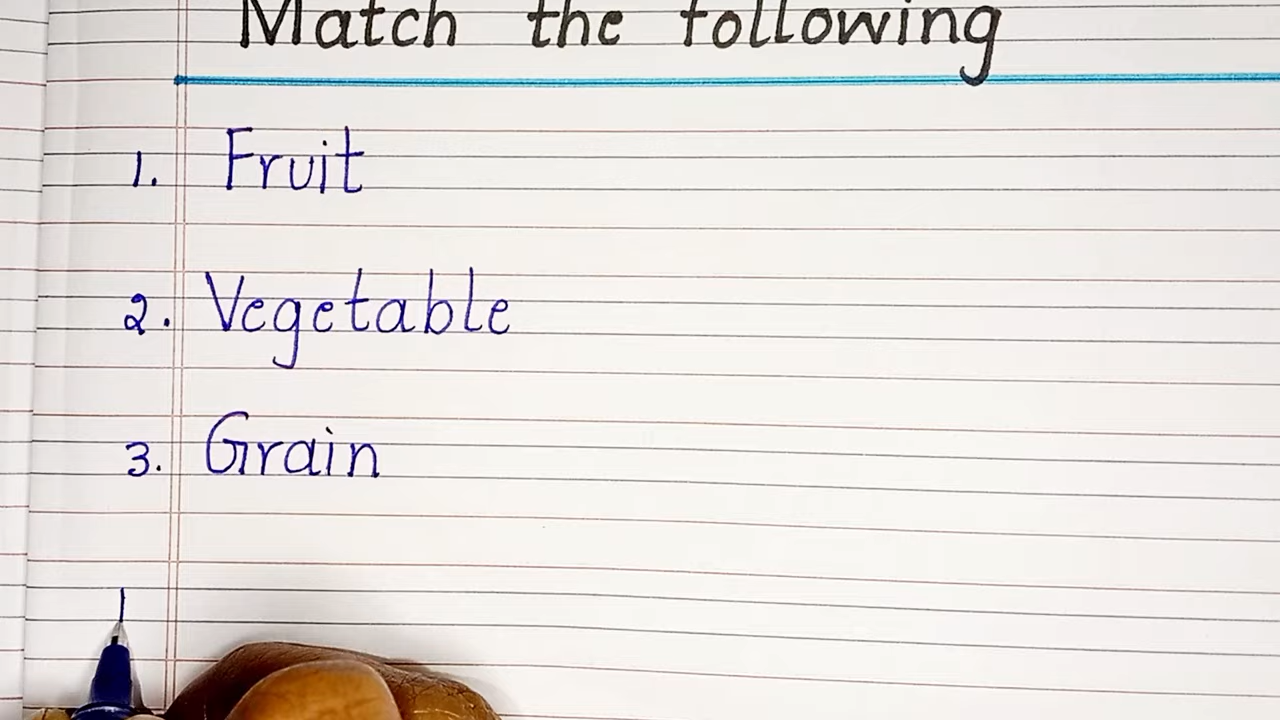 Match the following
1. Fruit
2. Vegetable
3. Grain